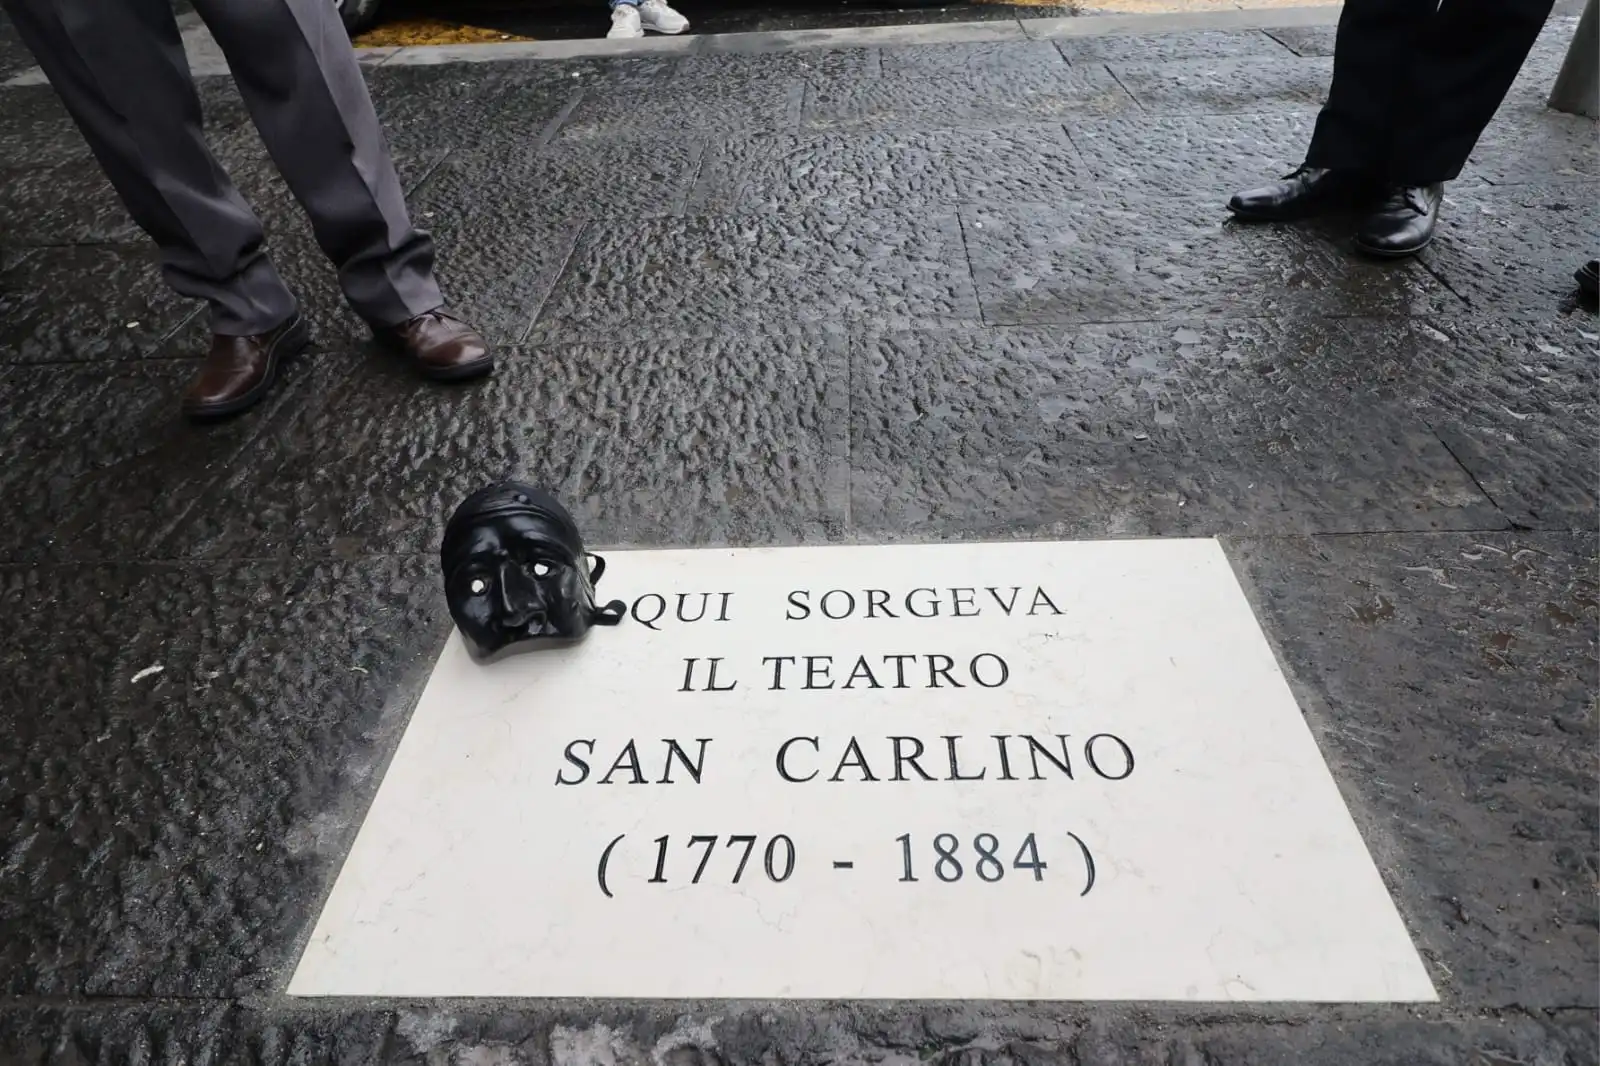 QUI SORGEVA
IL TEATRO
SAN CARLINO
( 1770 - 1884 )